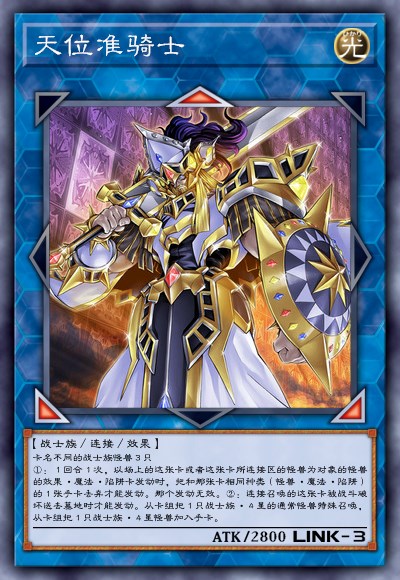 天位准骑士
ひかり
光
【战士族/连接/效果】
卡名不同的战士族怪兽3只
①：1回合1次，以场上的这张卡或者这张卡所连接区的怪兽为对象的怪兽
的效果·魔法·陷阱卡发动时，把和那张卡相同种类（怪兽·魔法·陷阱）
的1张手卡丢弃才能发动。那个发动无效。②：连接召唤的这张卡被战斗破
坏送去墓地时才能发动。从卡组把1只战士族·4星的通常怪兽特殊召唤，
从卡组把1只战士族·4星怪兽加入手卡。
ATK/2800 LINK-3